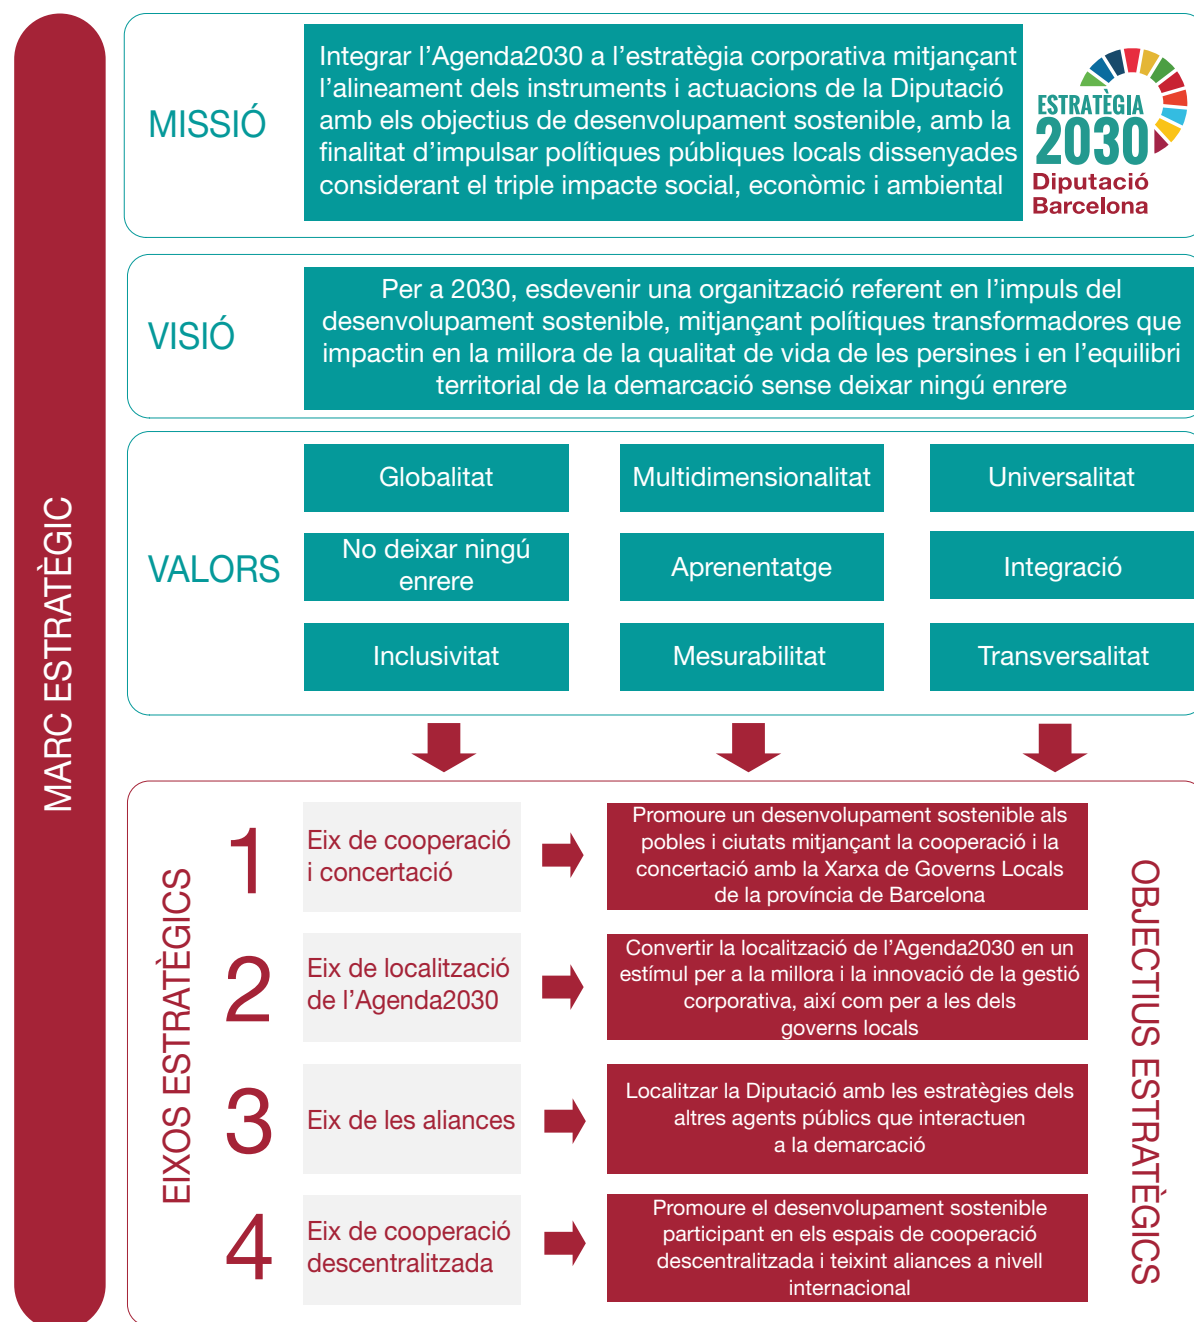 MARC ESTRATÈGIC
MISSIÓ
Integrar l’Agenda2030 a l’estratègia corporativa mitjançant
l’alineament dels instruments i actuacions de la Diputació
amb els objectius de desenvolupament sostenible, amb la
finalitat d’impulsar polítiques públiques locals dissenyades
considerant el triple impacte social, econòmic i ambiental
ESTRATÈGIA
2030
Diputació
Barcelona
VISIÓ
Per a 2030, esdevenir una organització referent en l’impuls del
desenvolupament sostenible, mitjançant polítiques transformadores que
impactin en la millora de la qualitat de vida de les persines i en l’equilibri
territorial de la demarcació sense deixar ningú enrere
VALORS
Globalitat
Multidimensionalitat
Universalitat
No deixar ningú
enrere
Aprenentatge
Integració
Inclusivitat
Mesurabilitat
Transversalitat
EIXOS ESTRATÈGICS
1
Eix de cooperació
i concertació
Promoure un desenvolupament sostenible als
pobles i ciutats mitjançant la cooperació i la
concertació amb la Xarxa de Governs Locals
de la província de Barcelona
2
Eix de localització
de l’Agenda2030
Convertir la localització de l’Agenda2030 en un
estímul per a la millora i la innovació de la gestió
corporativa, així com per a les dels
governs locals
3
Eix de les aliances
Localitzar la Diputació amb les estratègies dels
altres agents públics que interactuen
a la demarcació
4
Eix de cooperació
descentralitzada
Promoure el desenvolupament sostenible
participant en els espais de cooperació
descentralitzada i teixint aliances a nivell
internacional
OBJECTIUS ESTRATÈGICS